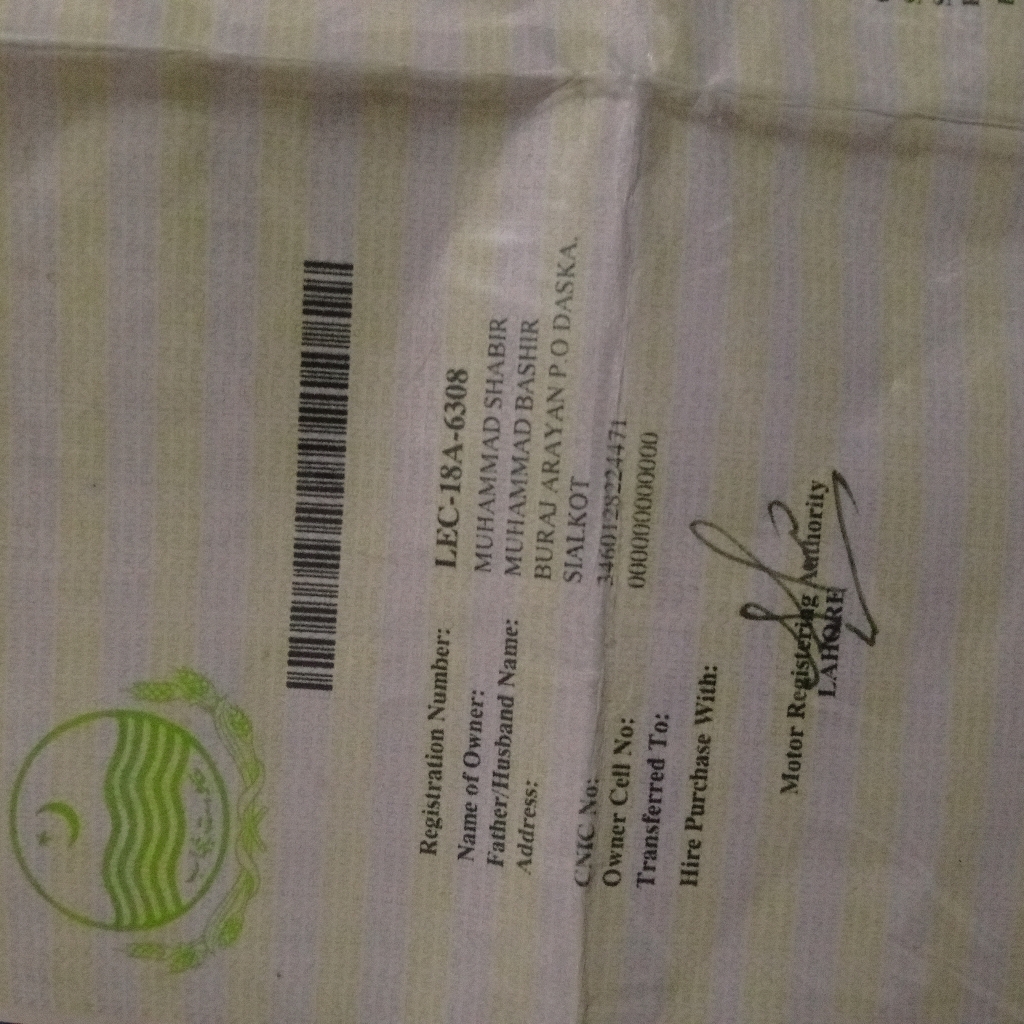 Registration Number: LEC-18A-6308
Name of Owner: MUHAMMAD SHABIR
Father/Husband Name: MUHAMMAD BASHIR
Address: BURAJ ARAYAN P.O DASKA,
SIALKOT
CNIC No: 3460128224471
Owner Cell No: 00000000000
Transferred To:
Hire Purchase With:
Motor Registering Authority
LAHORE